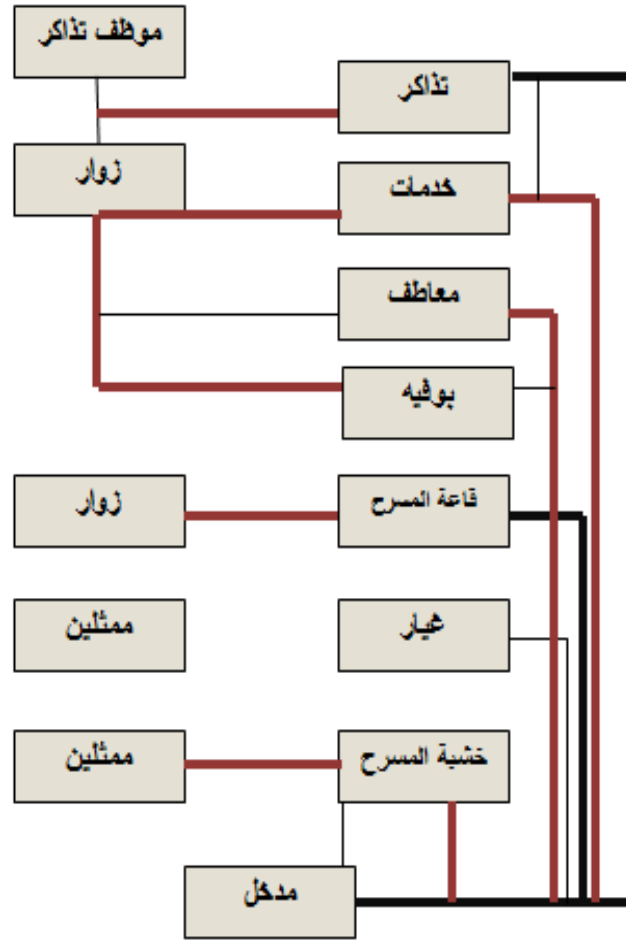 موظف تذاكر
تذاكر
زوار
خدمات
معاطف
بوفيه
زوار
قاعة المسرح
ممثلين
غيار
ممثلين
خشبة المسرح
مدخل